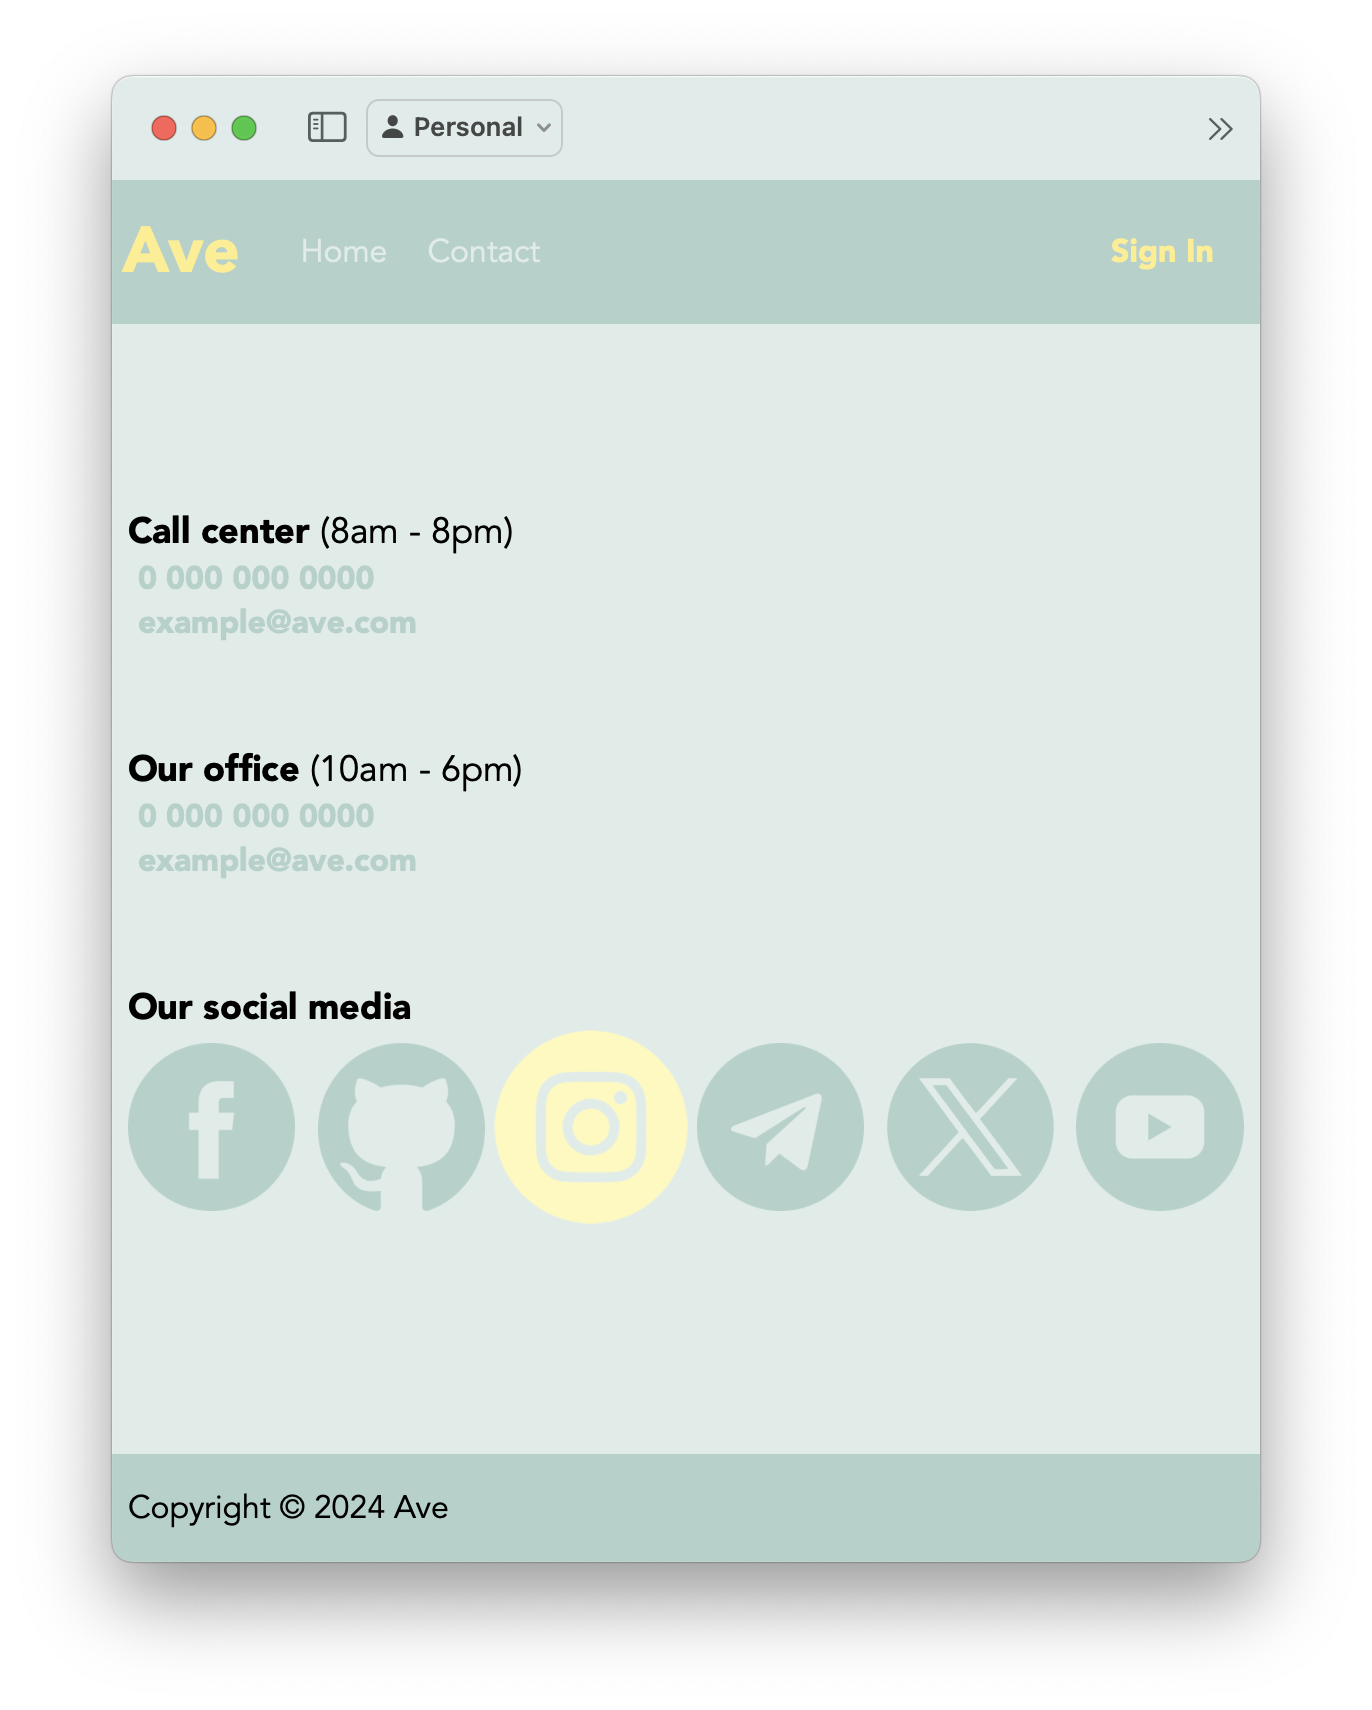 Personal
Ave Home Contact Sign In
Call center (8am - 8pm)
0 000 000 0000
example@ave.com
Our office (10am - 6pm)
0 000 000 0000
example@ave.com
Our social media
Copyright © 2024 Ave